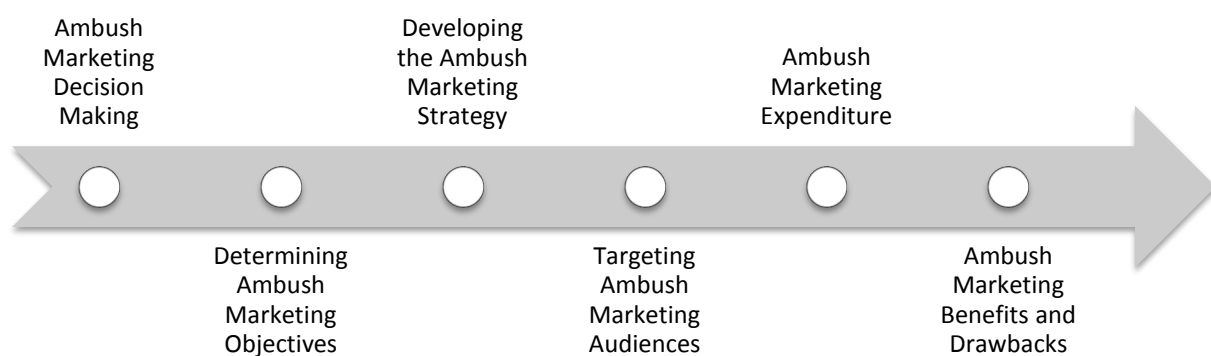 Ambush
Marketing
Decision
Making
Determining
Ambush
Marketing
Objectives
Developing
the Ambush
Marketing
Strategy
Targeting
Ambush
Marketing
Audiences
Ambush
Marketing
Expenditure
Ambush
Marketing
Benefits and
Drawbacks